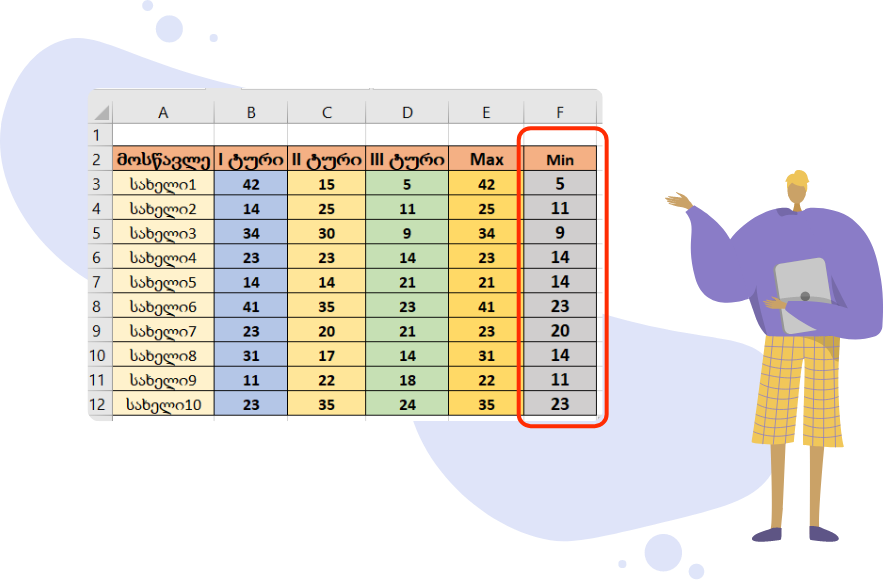 A B C D E F
1
2 მოსწავლე I ტური II ტური III ტური Max Min
3 სახელი1 42 15 5 42 5
4 სახელი2 14 25 11 25 11
5 სახელი3 34 30 9 34 9
6 სახელი4 23 23 14 23 14
7 სახელი5 14 14 21 21 14
8 სახელი6 41 35 23 41 23
9 სახელი7 23 20 21 23 20
10 სახელი8 31 17 14 31 14
11 სახელი9 11 22 18 22 11
12 სახელი10 23 35 24 35 23